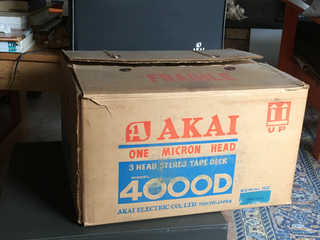 FRAGILE
AKAI
ONE MICRON HEAD
3 HEAD STEREO TAPE DECK
MODEL
4000D
SERIAL NO.
AKAI ELECTRIC CO., LTD. TOKYO JAPAN
UP